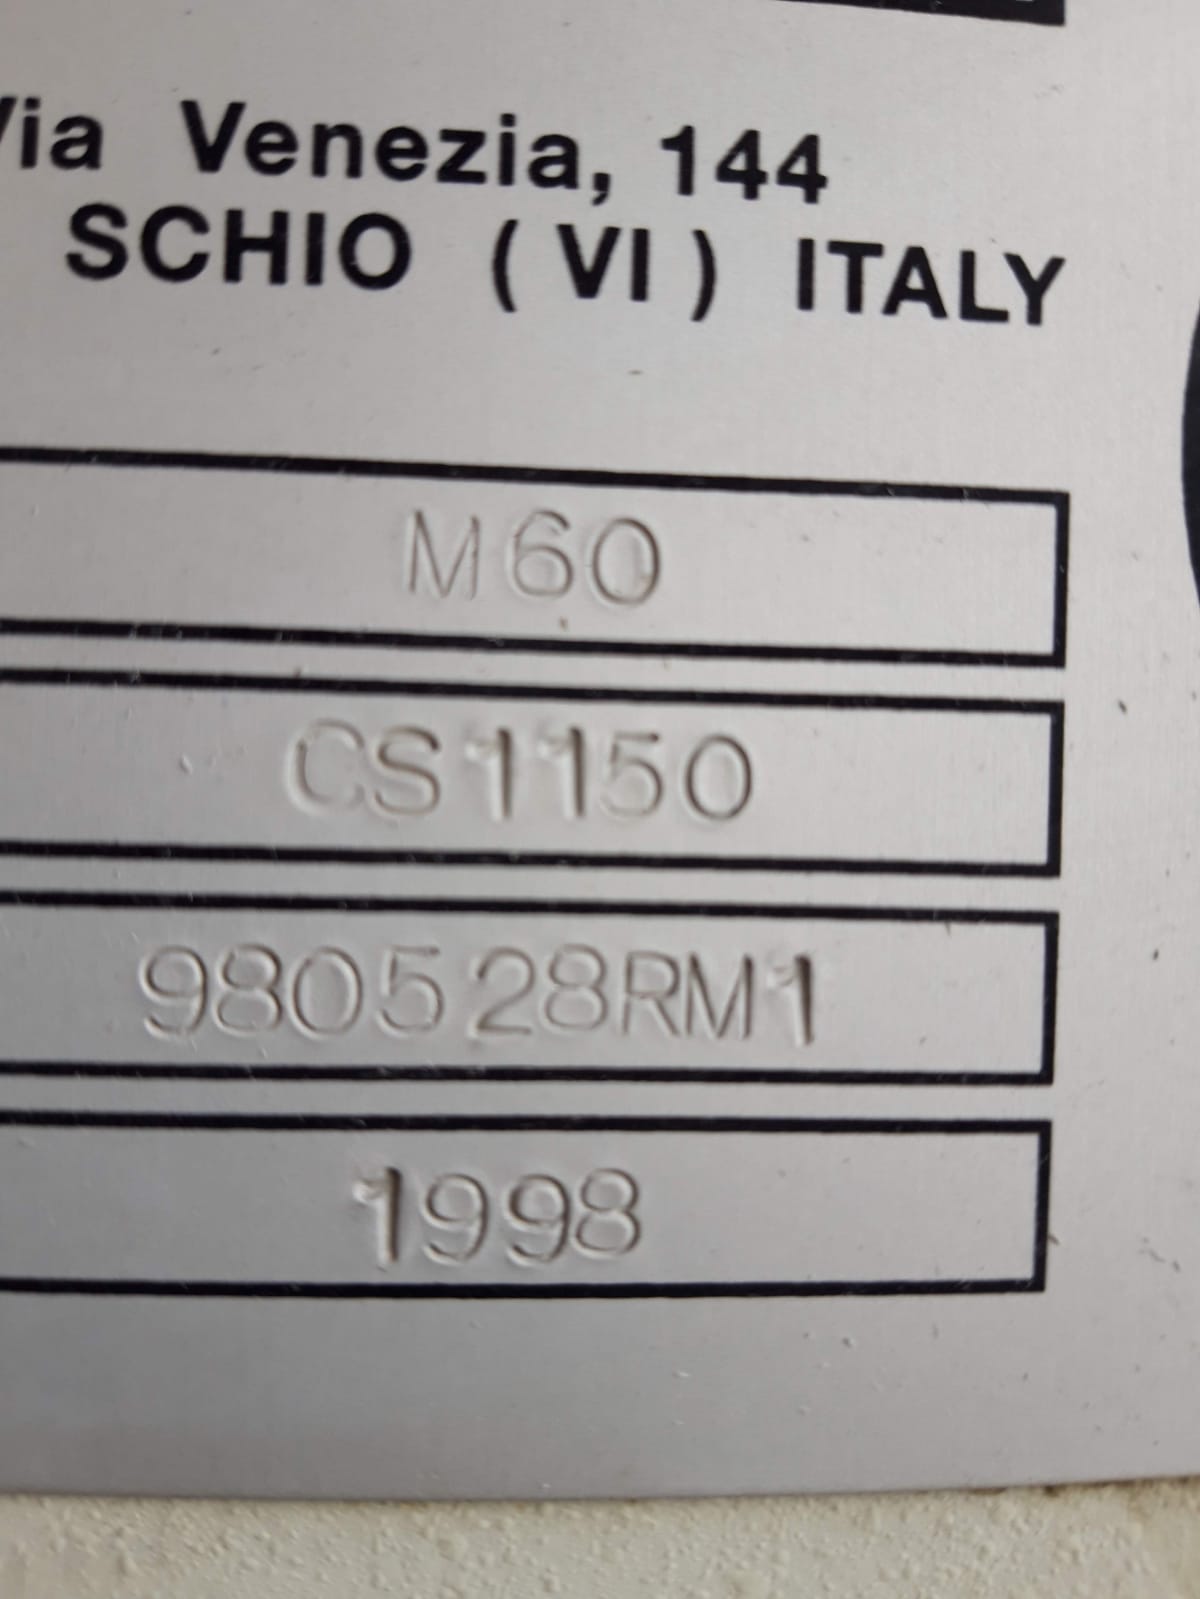 Via Venezia, 144
SCHIO (VI) ITALY
M60
CS1150
980528RM1
1998